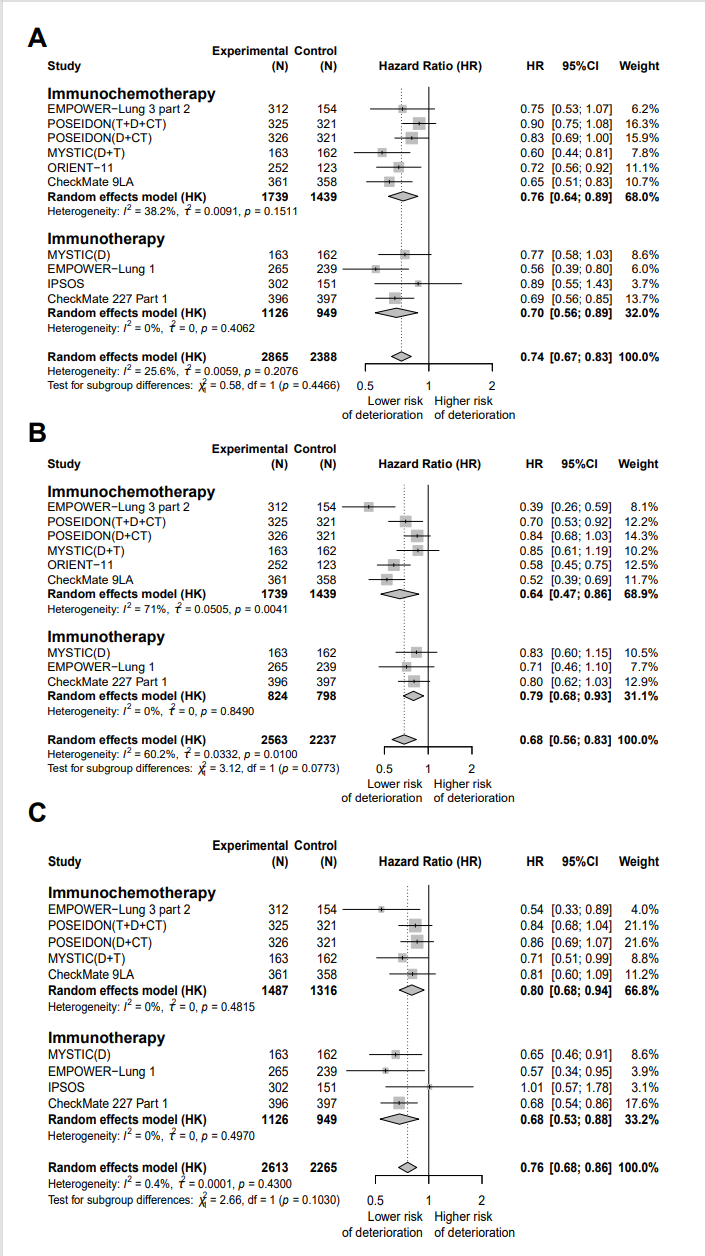 A
Experimental Control
Study (N) (N) Hazard Ratio (HR) HR 95%CI Weight
Immunochemotherapy
EMPOWER−Lung 3 part 2 312 154 0.75 [0.53; 1.07] 6.2%
POSEIDON(T+D+CT) 325 321 0.90 [0.75; 1.08] 16.3%
POSEIDON(D+CT) 326 321 0.83 [0.69; 1.00] 15.9%
MYSTIC(D+T) 163 162 0.60 [0.44; 0.81] 7.8%
ORIENT−11 252 123 0.72 [0.56; 0.92] 11.1%
CheckMate 9LA 361 358 0.65 [0.51; 0.83] 10.7%
Random effects model (HK) 1739 1439 0.76 [0.64; 0.89] 68.0%
Heterogeneity: I² = 38.2%, τ² = 0.0091, p = 0.1511
Immunotherapy
MYSTIC(D) 163 162 0.77 [0.58; 1.03] 8.6%
EMPOWER−Lung 1 265 239 0.56 [0.39; 0.80] 6.0%
IPSOS 302 151 0.89 [0.55; 1.43] 3.7%
CheckMate 227 Part 1 396 397 0.69 [0.56; 0.85] 13.7%
Random effects model (HK) 1126 949 0.70 [0.56; 0.89] 32.0%
Heterogeneity: I² = 0%, τ² = 0, p = 0.4062
Random effects model (HK) 2865 2388 0.74 [0.67; 0.83] 100.0%
Heterogeneity: I² = 25.6%, τ² = 0.0059, p = 0.2076
Test for subgroup differences: χ²₁ = 0.58, df = 1 (p = 0.4466)
0.5 1 2
Lower risk Higher risk
of deterioration of deterioration
B
Experimental Control
Study (N) (N) Hazard Ratio (HR) HR 95%CI Weight
Immunochemotherapy
EMPOWER−Lung 3 part 2 312 154 0.39 [0.26; 0.59] 8.1%
POSEIDON(T+D+CT) 325 321 0.70 [0.53; 0.92] 12.2%
POSEIDON(D+CT) 326 321 0.84 [0.68; 1.03] 14.3%
MYSTIC(D+T) 163 162 0.85 [0.61; 1.19] 10.2%
ORIENT−11 252 123 0.58 [0.45; 0.75] 12.5%
CheckMate 9LA 361 358 0.52 [0.39; 0.69] 11.7%
Random effects model (HK) 1739 1439 0.64 [0.47; 0.86] 68.9%
Heterogeneity: I² = 71%, τ² = 0.0505, p = 0.0041
Immunotherapy
MYSTIC(D) 163 162 0.83 [0.60; 1.15] 10.5%
EMPOWER−Lung 1 265 239 0.71 [0.46; 1.10] 7.7%
CheckMate 227 Part 1 396 397 0.80 [0.62; 1.03] 12.9%
Random effects model (HK) 824 798 0.79 [0.68; 0.93] 31.1%
Heterogeneity: I² = 0%, τ² = 0, p = 0.8490
Random effects model (HK) 2563 2237 0.68 [0.56; 0.83] 100.0%
Heterogeneity: I² = 60.2%, τ² = 0.0332, p = 0.0100
Test for subgroup differences: χ²₁ = 3.12, df = 1 (p = 0.0773)
0.5 1 2
Lower risk Higher risk
of deterioration of deterioration
C
Experimental Control
Study (N) (N) Hazard Ratio (HR) HR 95%CI Weight
Immunochemotherapy
EMPOWER−Lung 3 part 2 312 154 0.54 [0.33; 0.89] 4.0%
POSEIDON(T+D+CT) 325 321 0.84 [0.68; 1.04] 21.1%
POSEIDON(D+CT) 326 321 0.86 [0.69; 1.07] 21.6%
MYSTIC(D+T) 163 162 0.71 [0.51; 0.99] 8.8%
CheckMate 9LA 361 358 0.81 [0.60; 1.09] 11.2%
Random effects model (HK) 1487 1316 0.80 [0.68; 0.94] 66.8%
Heterogeneity: I² = 0%, τ² = 0, p = 0.4815
Immunotherapy
MYSTIC(D) 163 162 0.65 [0.46; 0.91] 8.6%
EMPOWER−Lung 1 265 239 0.57 [0.34; 0.95] 3.9%
IPSOS 302 151 1.01 [0.57; 1.78] 3.1%
CheckMate 227 Part 1 396 397 0.68 [0.54; 0.86] 17.6%
Random effects model (HK) 1126 949 0.68 [0.53; 0.88] 33.2%
Heterogeneity: I² = 0%, τ² = 0, p = 0.4970
Random effects model (HK) 2613 2265 0.76 [0.68; 0.86] 100.0%
Heterogeneity: I² = 0.4%, τ² = 0.0001, p = 0.4300
Test for subgroup differences: χ²₁ = 2.66, df = 1 (p = 0.1030)
0.5 1 2
Lower risk Higher risk
of deterioration of deterioration